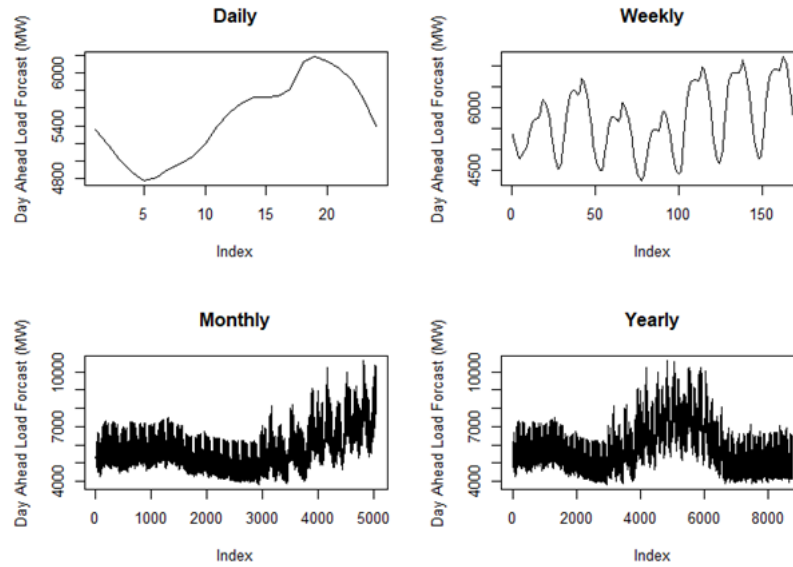 Daily
Day Ahead Load Forcast (MW)
6000
5400
4800
5
10
15
20
Index
Weekly
Day Ahead Load Forcast (MW)
6000
4500
0
50
100
150
Index
Monthly
Day Ahead Load Forcast (MW)
10000
7000
4000
0
1000
2000
3000
4000
5000
Index
Yearly
Day Ahead Load Forcast (MW)
10000
7000
4000
0
2000
4000
6000
8000
Index